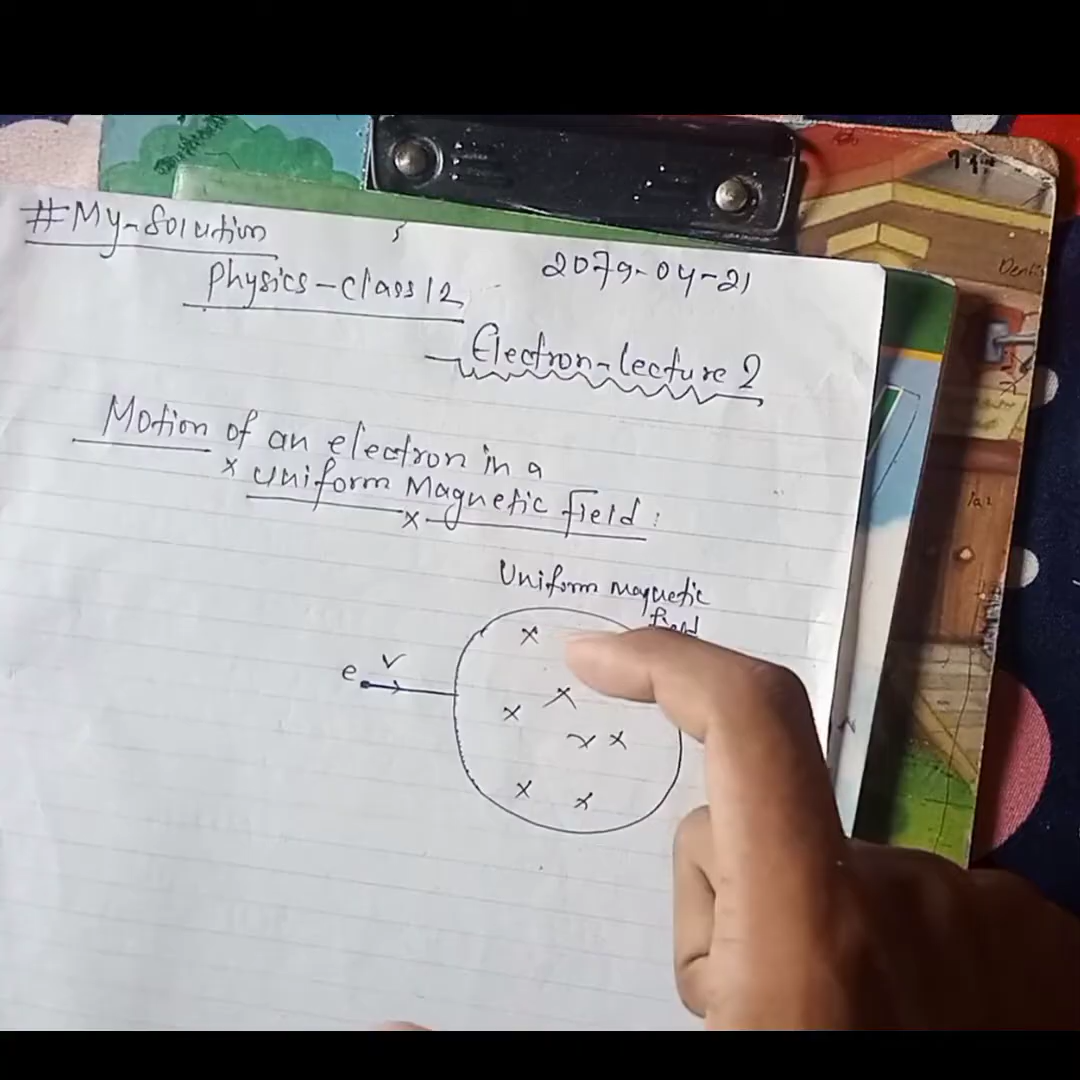 #My-Solution
Physics-class 12
2079-04-21
Electron-lecture 2
Motion of an electron in a
x Uniform Magnetic field:
x
Uniform Magnetic
field
x
e v
x
x
x
x
x